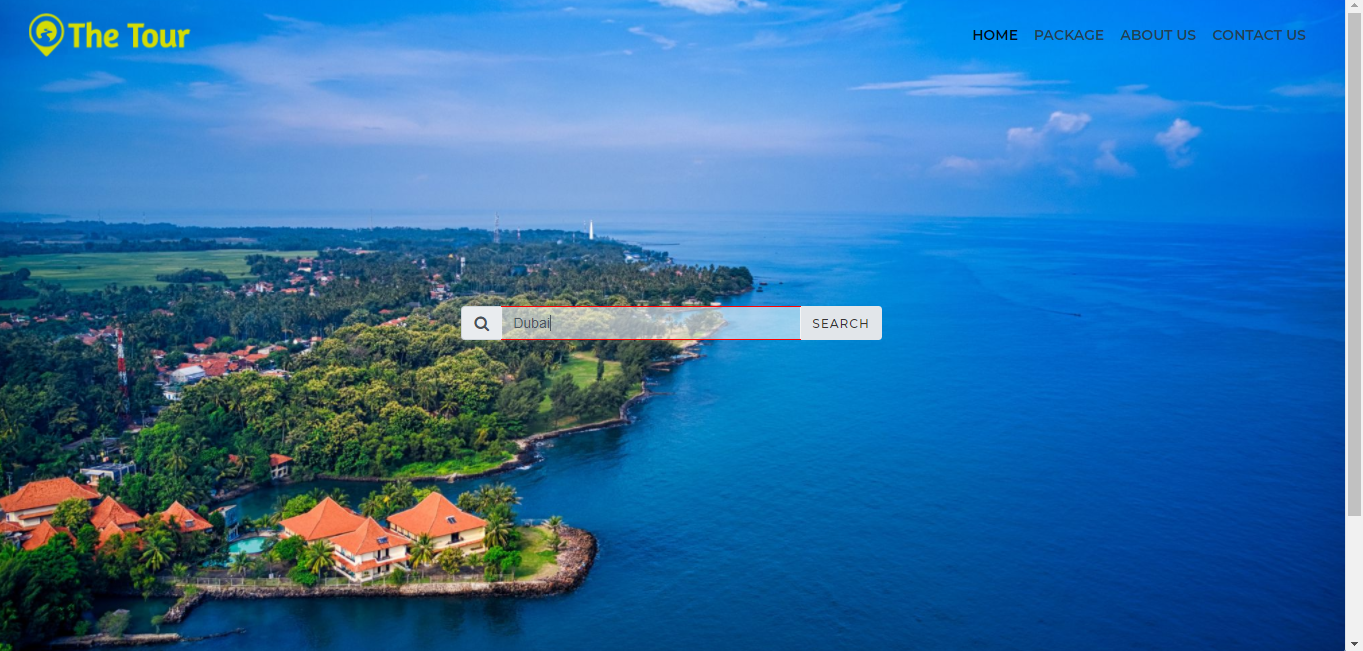 The Tour
HOME PACKAGE ABOUT US CONTACT US
Dubai
SEARCH